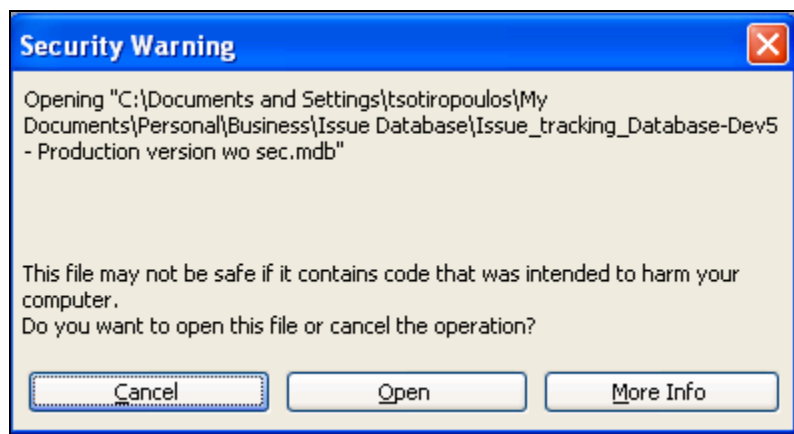 Security Warning
Opening "C:\Documents and Settings\tsotiropoulos\My
Documents\Personal\Business\Issue Database\Issue_tracking_Database-Dev5
- Production version wo sec.mdb"
This file may not be safe if it contains code that was intended to harm your
computer.
Do you want to open this file or cancel the operation?
Cancel Open More Info